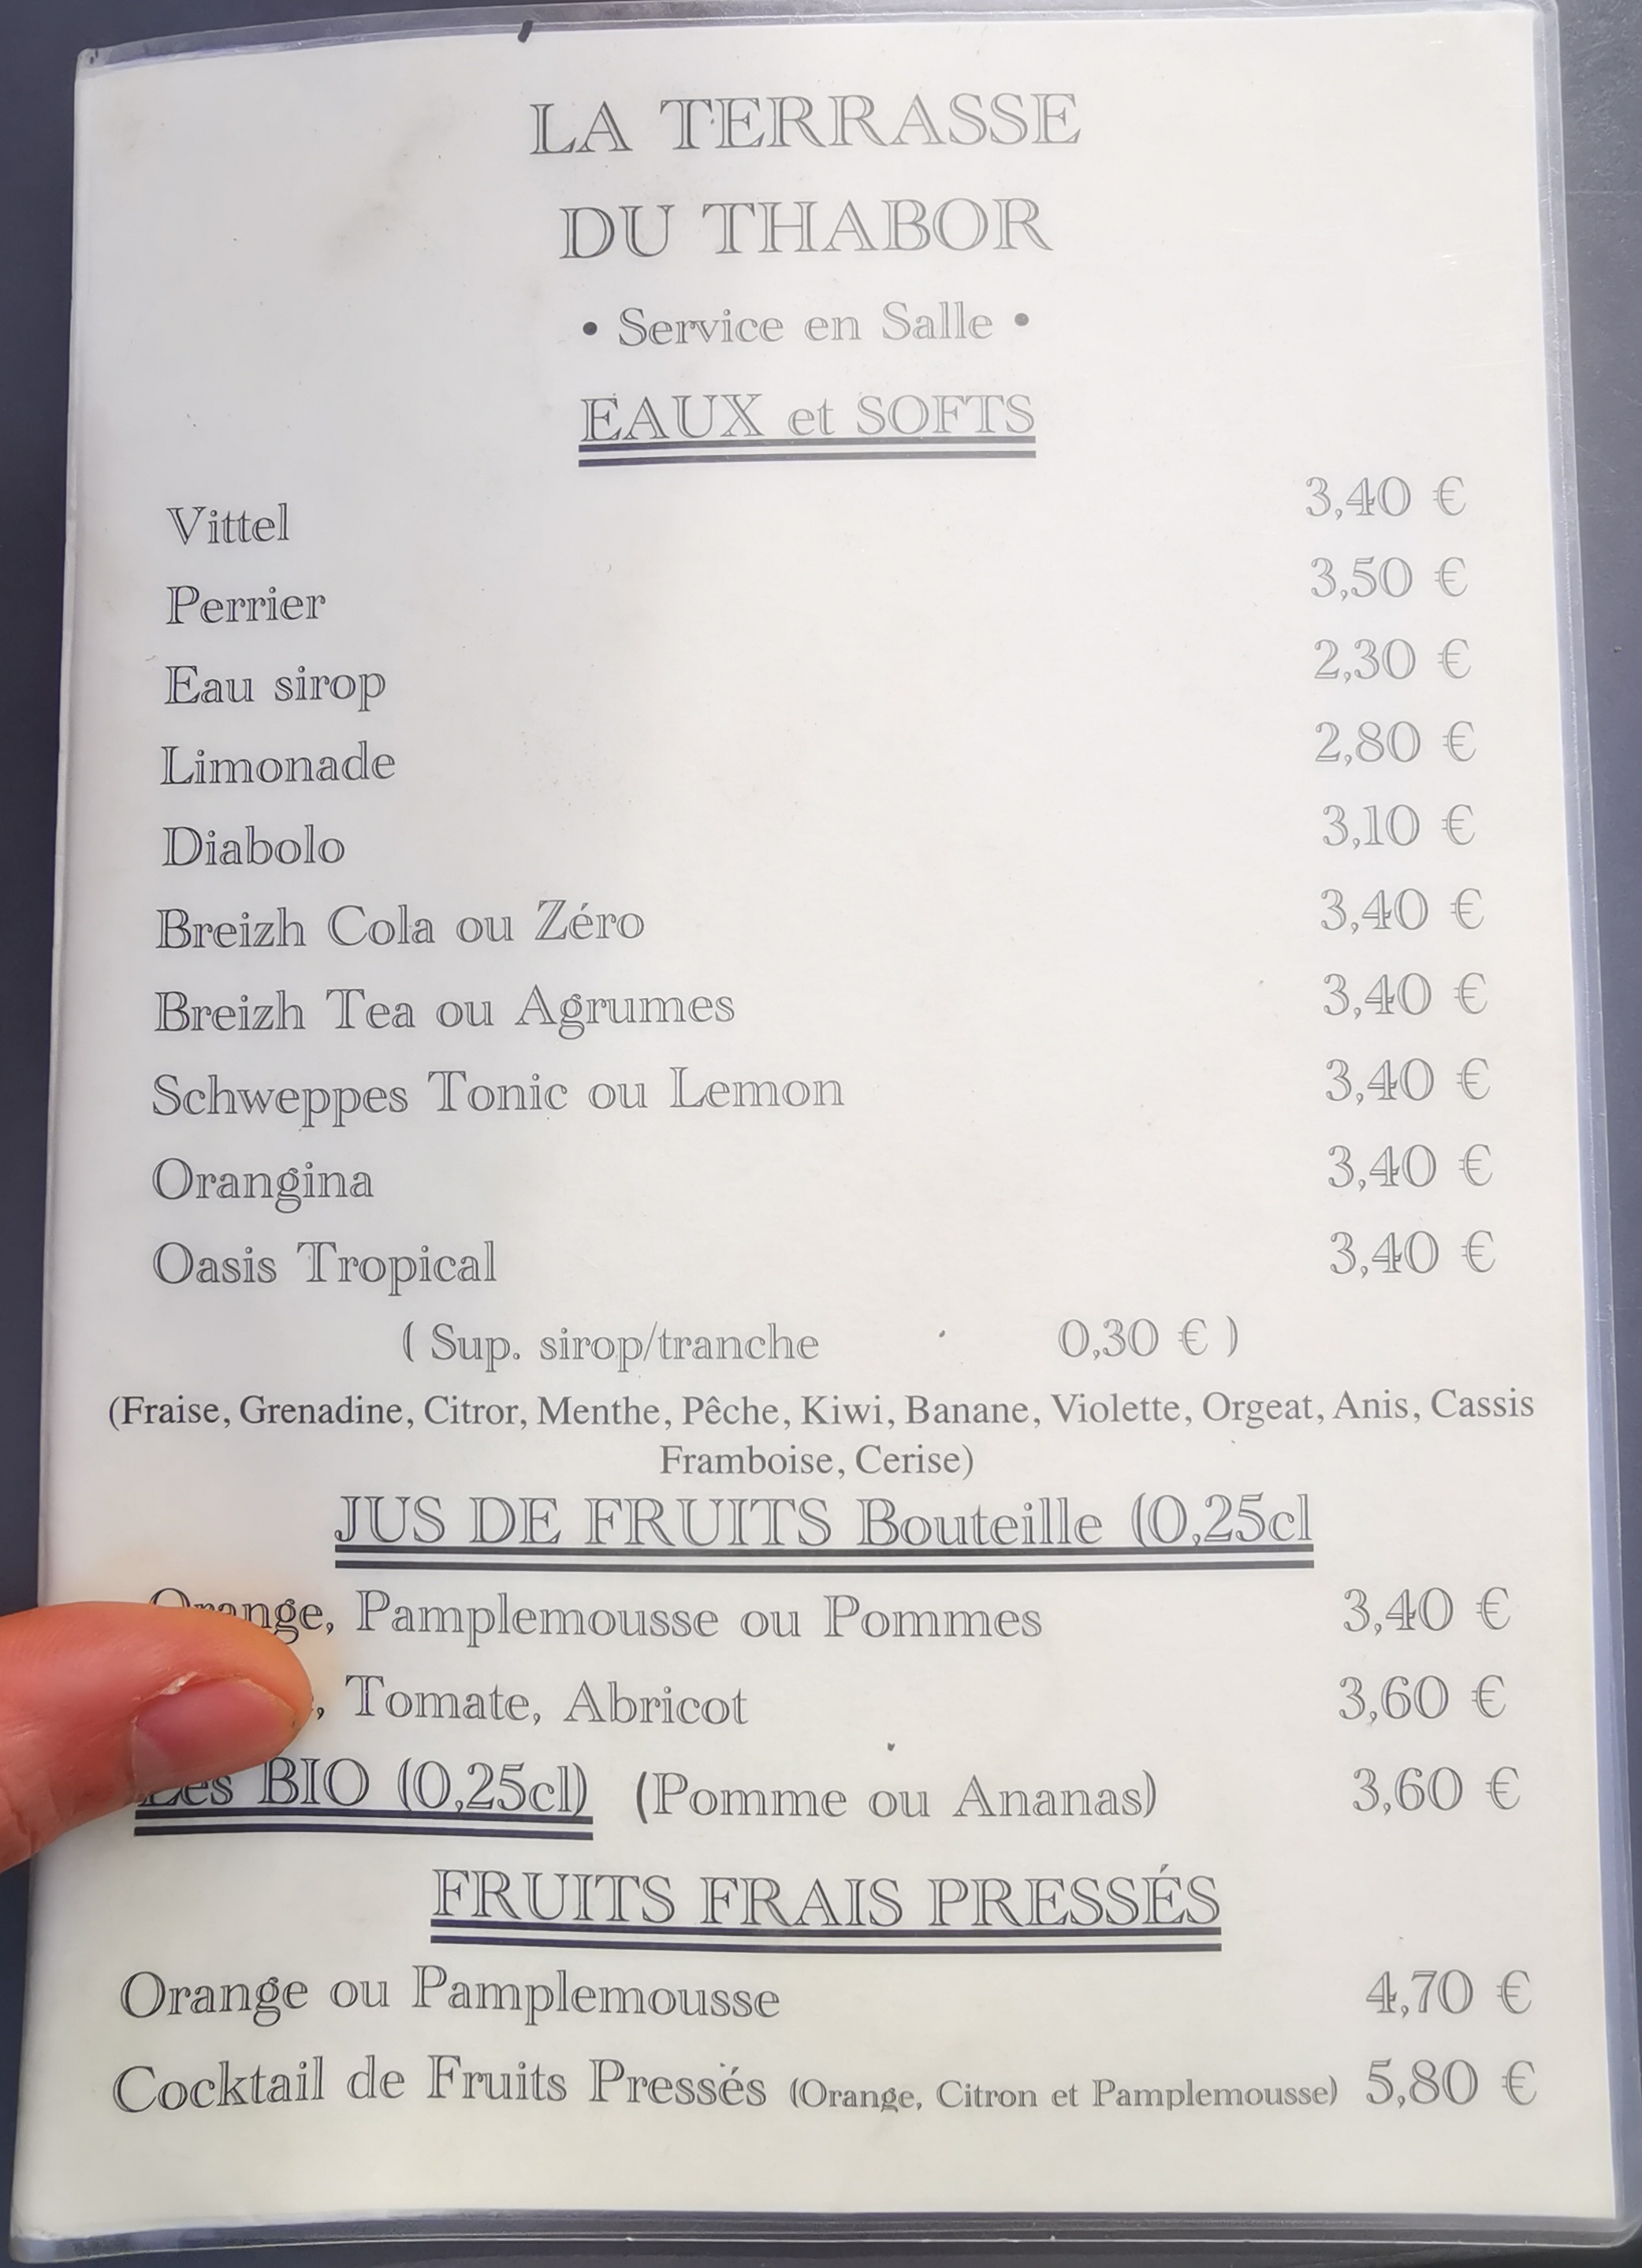 LA TERRASSE
DU THABOR
• Service en Salle •
EAUX et SOFTS
Vittel 3,40 €
Perrier 3,50 €
Eau sirop 2,30 €
Limonade 2,80 €
Diabolo 3,10 €
Breizh Cola ou Zéro 3,40 €
Breizh Tea ou Agrumes 3,40 €
Schweppes Tonic ou Lemon 3,40 €
Orangina 3,40 €
Oasis Tropical 3,40 €
( Sup. sirop/tranche 0,30 € )
(Fraise, Grenadine, Citror, Menthe, Pêche, Kiwi, Banane, Violette, Orgeat, Anis, Cassis
Framboise, Cerise)
JUS DE FRUITS Bouteille (0,25cl
Orange, Pamplemousse ou Pommes 3,40 €
, Tomate, Abricot 3,60 €
Les BIO (0,25cl) (Pomme ou Ananas) 3,60 €
FRUITS FRAIS PRESSÉS
Orange ou Pamplemousse 4,70 €
Cocktail de Fruits Pressés (Orange, Citron et Pamplemousse) 5,80 €